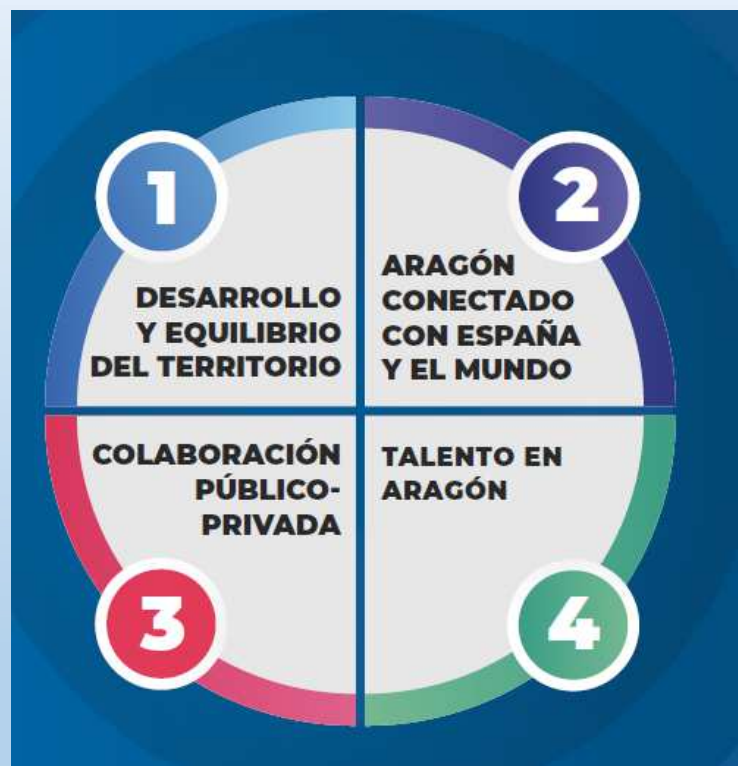 1
DESARROLLO
Y EQUILIBRIO
DEL TERRITORIO
2
ARAGÓN
CONECTADO
CON ESPAÑA
Y EL MUNDO
COLABORACIÓN
PÚBLICO-
PRIVADA
3
TALENTO EN
ARAGÓN
4